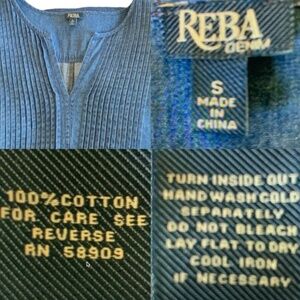 REBA
REBA
DENIM
S
MADE
IN
CHINA
100% COTTON
FOR CARE SEE
REVERSE
RN 58909
TURN INSIDE OUT
HAND WASH COLD
SEPARATELY
DO NOT BLEACH
LAY FLAT TO DRY
COOL IRON
IF NECESSARY